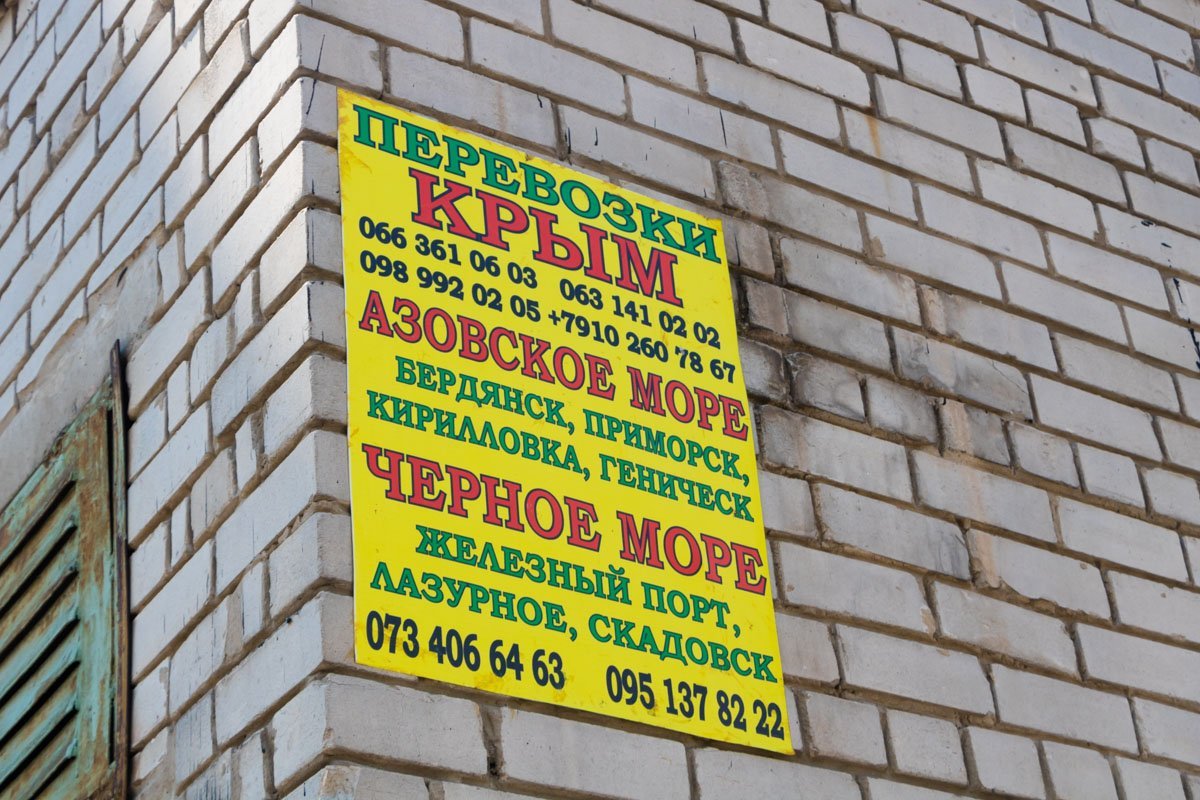 ПЕРЕВОЗКИ
КРЫМ
066 361 06 03 063 141 02 02
098 992 02 05 +7910 260 78 67
АЗОВСКОЕ МОРЕ
БЕРДЯНСК, ПРИМОРСК,
КИРИЛЛОВКА, ГЕНИЧЕСК
ЧЕРНОЕ МОРЕ
ЖЕЛЕЗНЫЙ ПОРТ,
ЛАЗУРНОЕ, СКАДОВСК
073 406 64 63 095 137 82 22